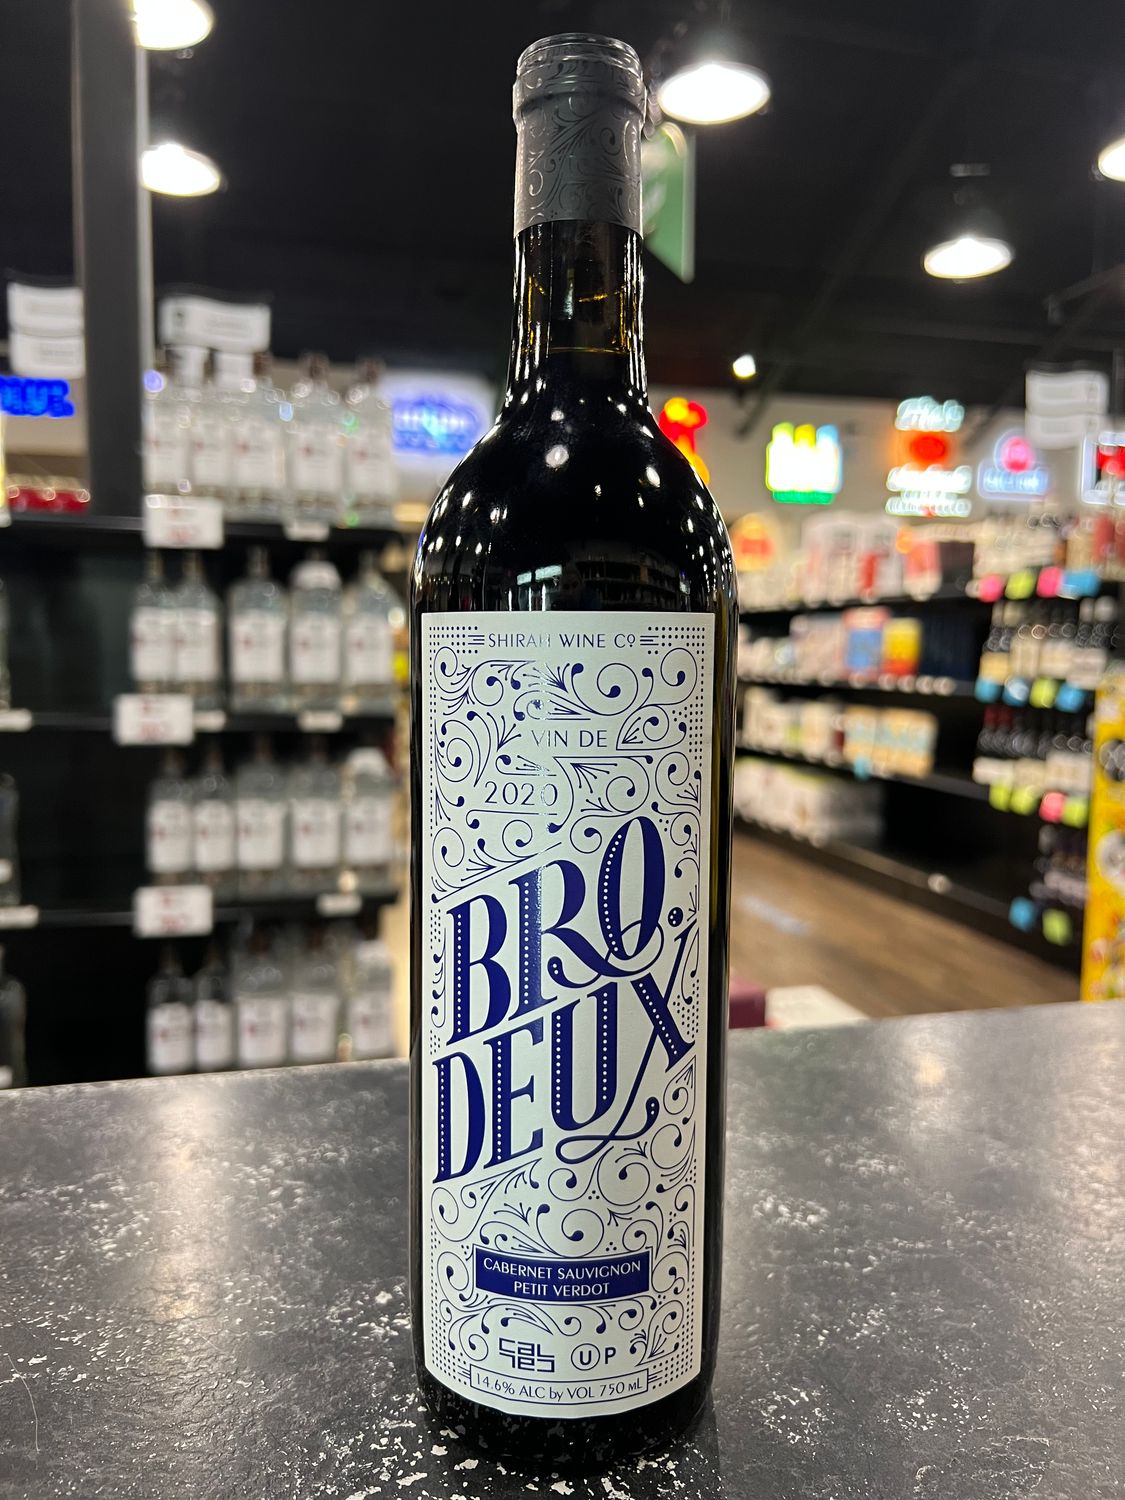 SHIRAH WINE Co
VIN DE
2020
BRO
DEUX
CABERNET SAUVIGNON
PETIT VERDOT
U P
14.6% ALC by VOL 750 mL